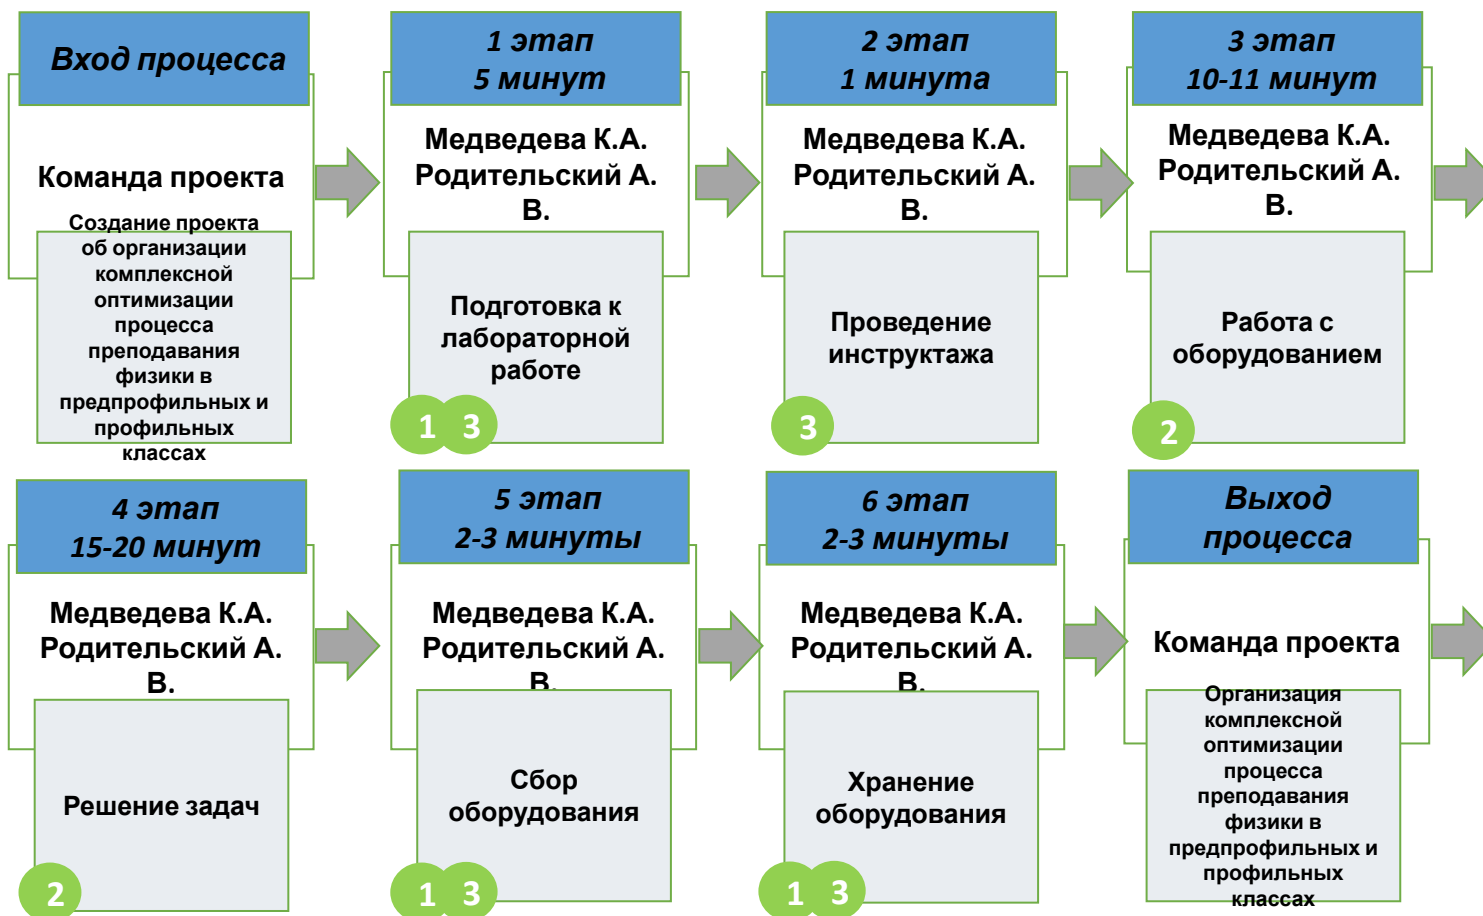 Вход процесса
Команда проекта
Создание проекта
об организации
комплексной
оптимизации
процесса
преподавания
физики в
предпрофильных и
профильных
классах
1 этап
5 минут
Медведева К.А.
Родительский А.
В.
Подготовка к
лабораторной
работе
1 3
2 этап
1 минута
Медведева К.А.
Родительский А.
В.
Проведение
инструктажа
3
3 этап
10-11 минут
Медведева К.А.
Родительский А.
В.
Работа с
оборудованием
2
4 этап
15-20 минут
Медведева К.А.
Родительский А.
В.
Решение задач
2
5 этап
2-3 минуты
Медведева К.А.
Родительский А.
В.
Сбор
оборудования
1 3
6 этап
2-3 минуты
Медведева К.А.
Родительский А.
В.
Хранение
оборудования
1 3
Выход
процесса
Команда проекта
Организация
комплексной
оптимизации
процесса
преподавания
физики в
предпрофильных и
профильных
классах